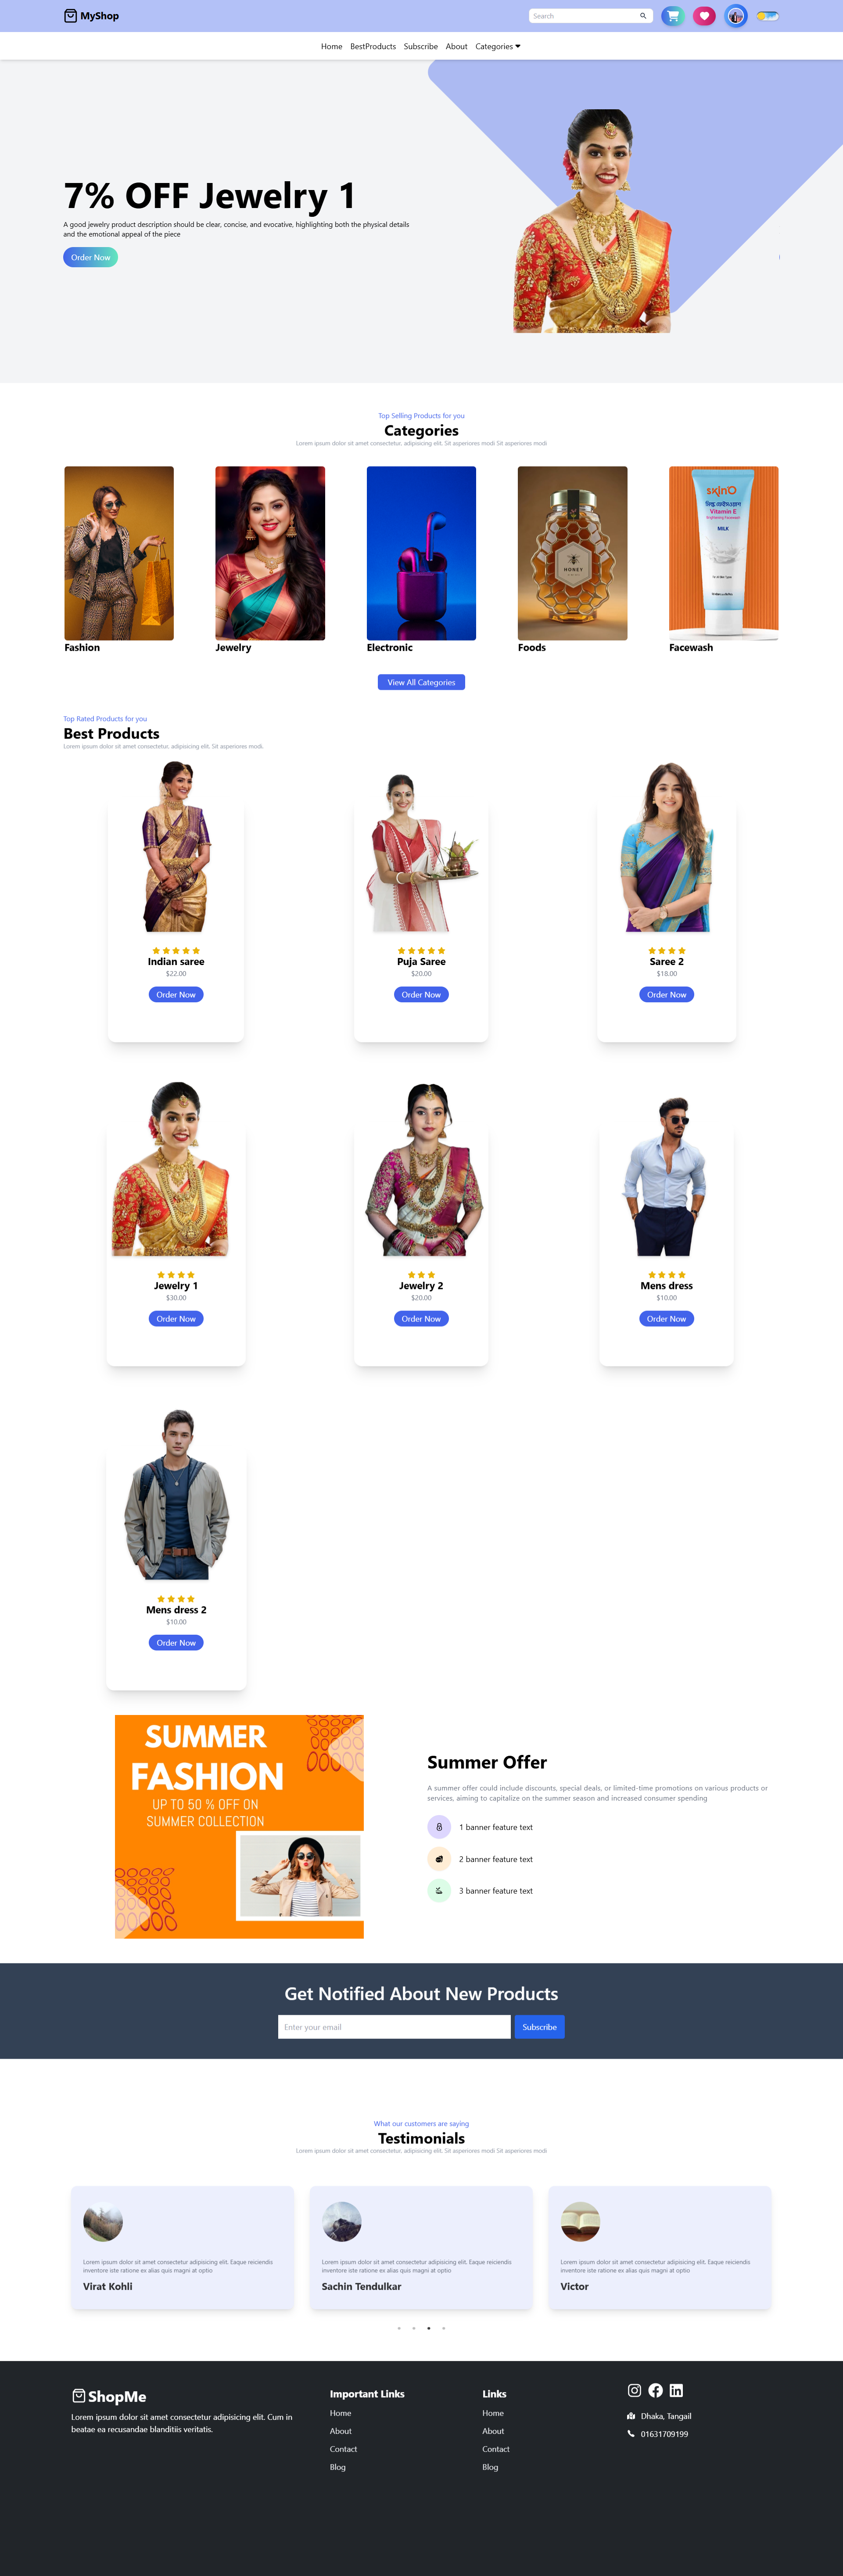 MyShop
Search
Home BestProducts Subscribe About Categories
7% OFF Jewelry 1
A good jewelry product description should be clear, concise, and evocative, highlighting both the physical details
and the emotional appeal of the piece
Order Now
Top Selling Products for you
Categories
Lorem ipsum dolor sit amet consectetur, adipisicing elit. Sit asperiores modi Sit asperiores modi
HONEY
skinO
Vitamin E
MILK
Fashion
Jewelry
Electronic
Foods
Facewash
View All Categories
Top Rated Products for you
Best Products
Lorem ipsum dolor sit amet consectetur, adipisicing elit. Sit asperiores modi.
Indian saree
$22.00
Order Now
Puja Saree
$20.00
Order Now
Saree 2
$18.00
Order Now
Jewelry 1
$30.00
Order Now
Jewelry 2
$20.00
Order Now
Mens dress
$10.00
Order Now
Mens dress 2
$10.00
Order Now
SUMMER
FASHION
UP TO 50 % OFF ON
SUMMER COLLECTION
Summer Offer
A summer offer could include discounts, special deals, or limited-time promotions on various products or
services, aiming to capitalize on the summer season and increased consumer spending
1 banner feature text
2 banner feature text
3 banner feature text
Get Notified About New Products
Enter your email
Subscribe
What our customers are saying
Testimonials
Lorem ipsum dolor sit amet consectetur, adipisicing elit. Sit asperiores modi Sit asperiores modi
Lorem ipsum dolor sit amet consectetur adipisicing elit. Eaque reiciendis
inventore iste ratione ex alias quis magni at optio
Virat Kohli
Lorem ipsum dolor sit amet consectetur adipisicing elit. Eaque reiciendis
inventore iste ratione ex alias quis magni at optio
Sachin Tendulkar
Lorem ipsum dolor sit amet consectetur adipisicing elit. Eaque reiciendis
inventore iste ratione ex alias quis magni at optio
Victor
ShopMe
Lorem ipsum dolor sit amet consectetur adipisicing elit. Cum in
beatae ea recusandae blanditiis veritatis.
Important Links
Home
About
Contact
Blog
Links
Home
About
Contact
Blog
Dhaka, Tangail
01631709199